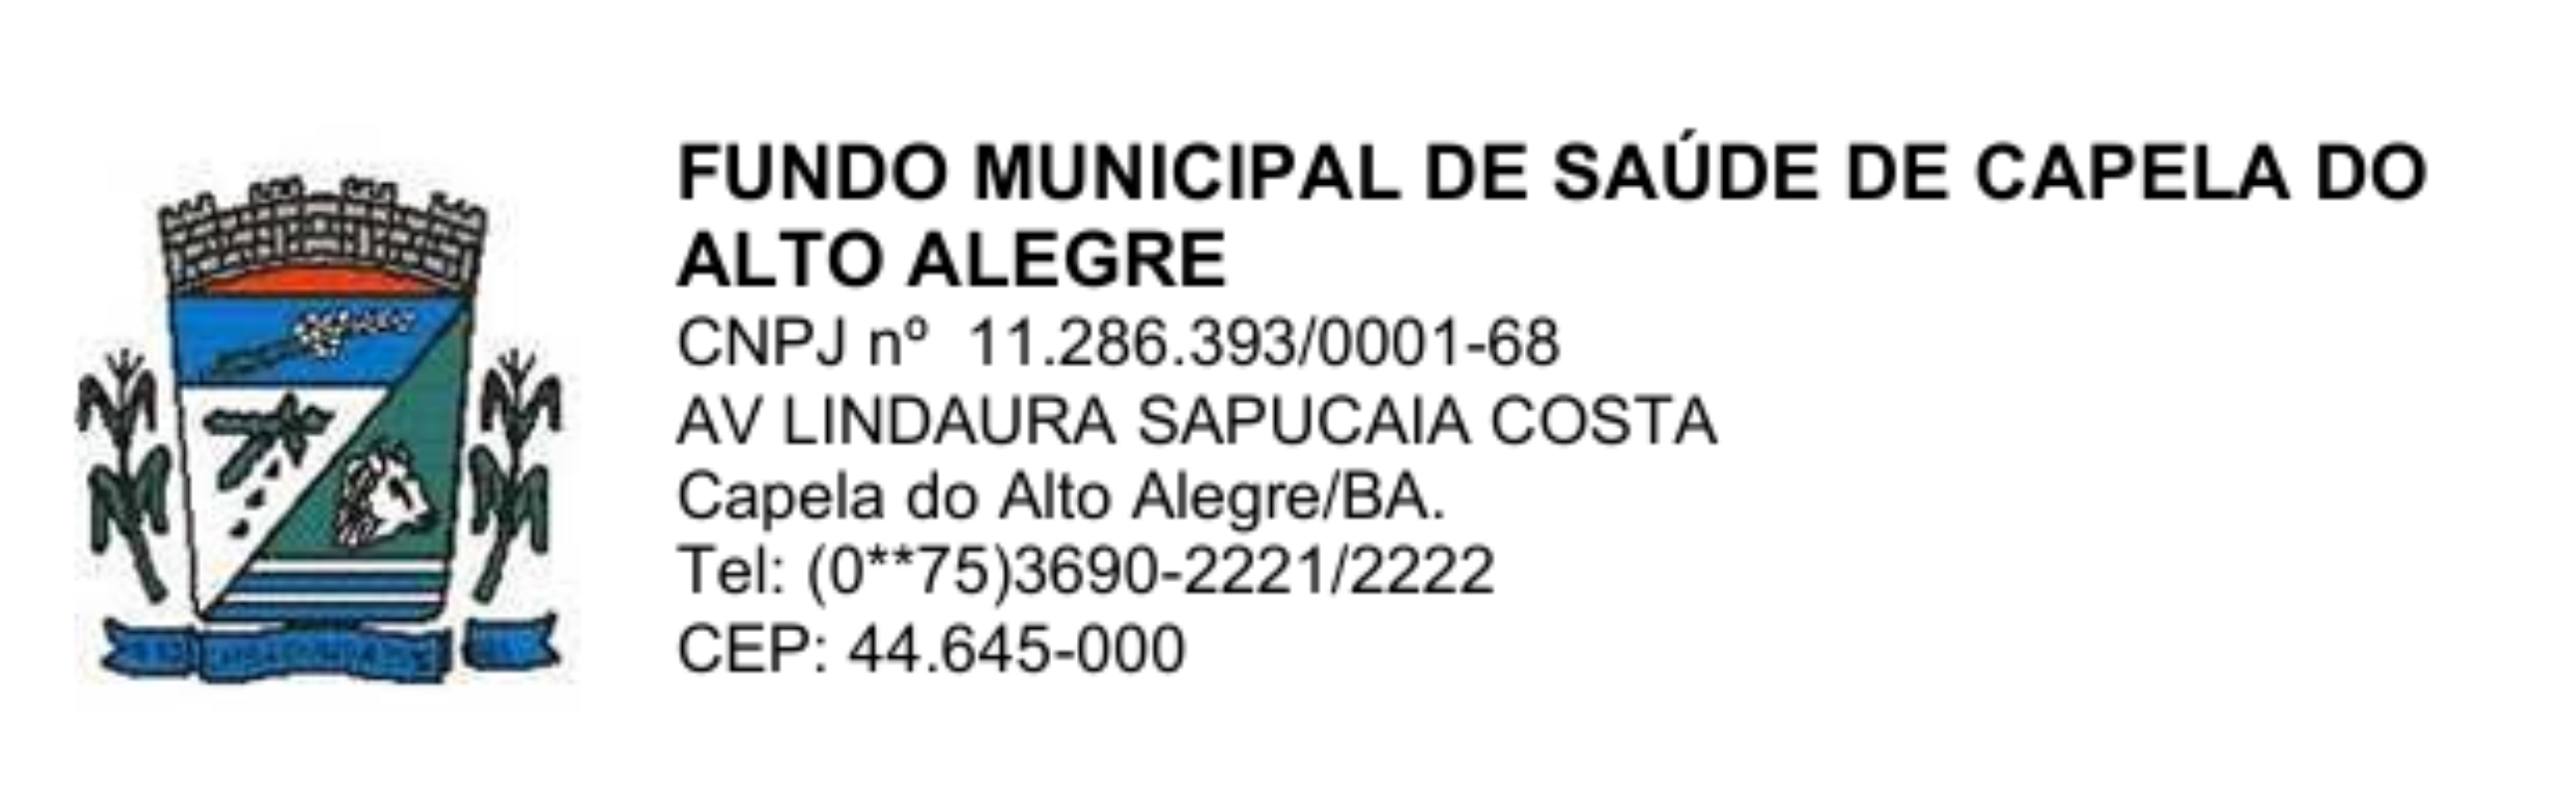 FUNDO MUNICIPAL DE SAÚDE DE CAPELA DO
ALTO ALEGRE
CNPJ nº  11.286.393/0001-68
AV LINDAURA SAPUCAIA COSTA
Capela do Alto Alegre/BA.
Tel: (0**75)3690-2221/2222
CEP: 44.645-000